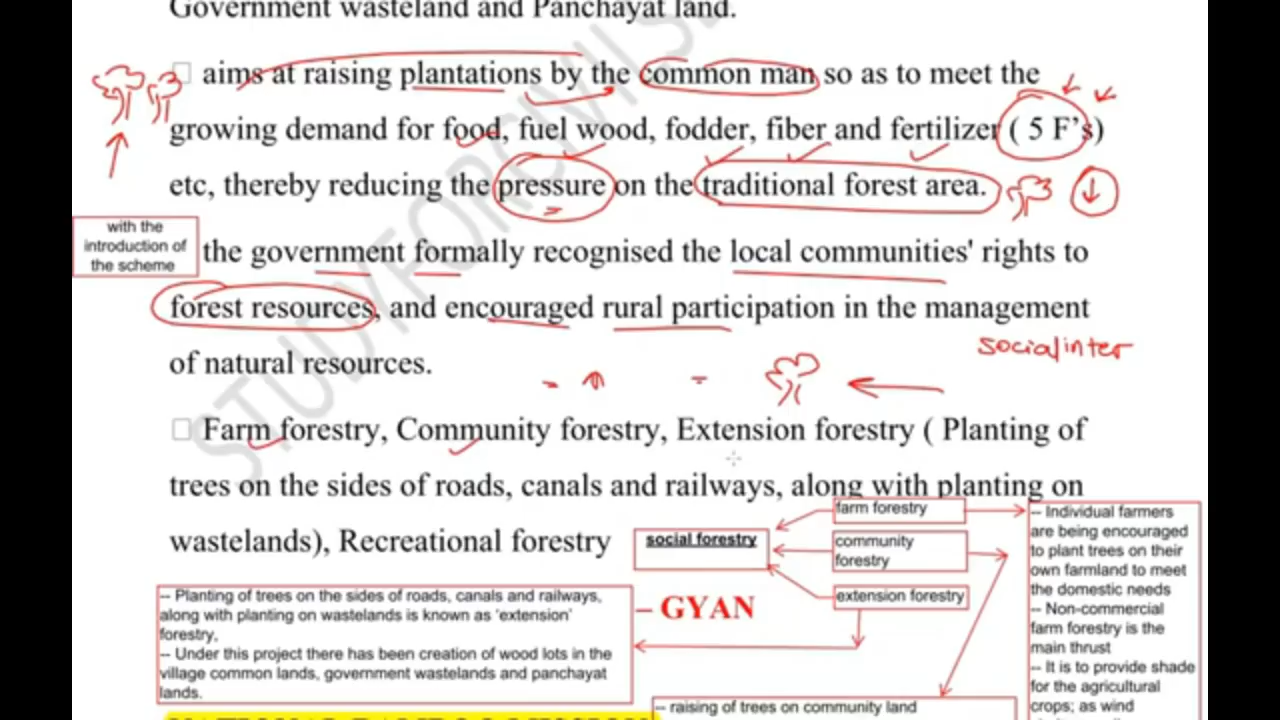 Government wasteland and Panchayat land.
aims at raising plantations by the common man so as to meet the
growing demand for food, fuel wood, fodder, fiber and fertilizer ( 5 F's)
etc, thereby reducing the pressure on the traditional forest area.
with the
introduction of
the scheme
the government formally recognised the local communities' rights to
forest resources, and encouraged rural participation in the management
of natural resources.
social inter
Farm forestry, Community forestry, Extension forestry ( Planting of
trees on the sides of roads, canals and railways, along with planting on
wastelands), Recreational forestry
social forestry
farm forestry
community
forestry
extension forestry
-- Individual farmers
are being encouraged
to plant trees on their
own farmland to meet
the domestic needs
-- Non-commercial
farm forestry is the
main thrust
-- It is to provide shade
for the agricultural
crops; as wind
-- Planting of trees on the sides of roads, canals and railways,
along with planting on wastelands is known as 'extension'
forestry,
-- Under this project there has been creation of wood lots in the
village common lands, government wastelands and panchayat
lands.
– GYAN
-- raising of trees on community land
STUDYFORCIVILS